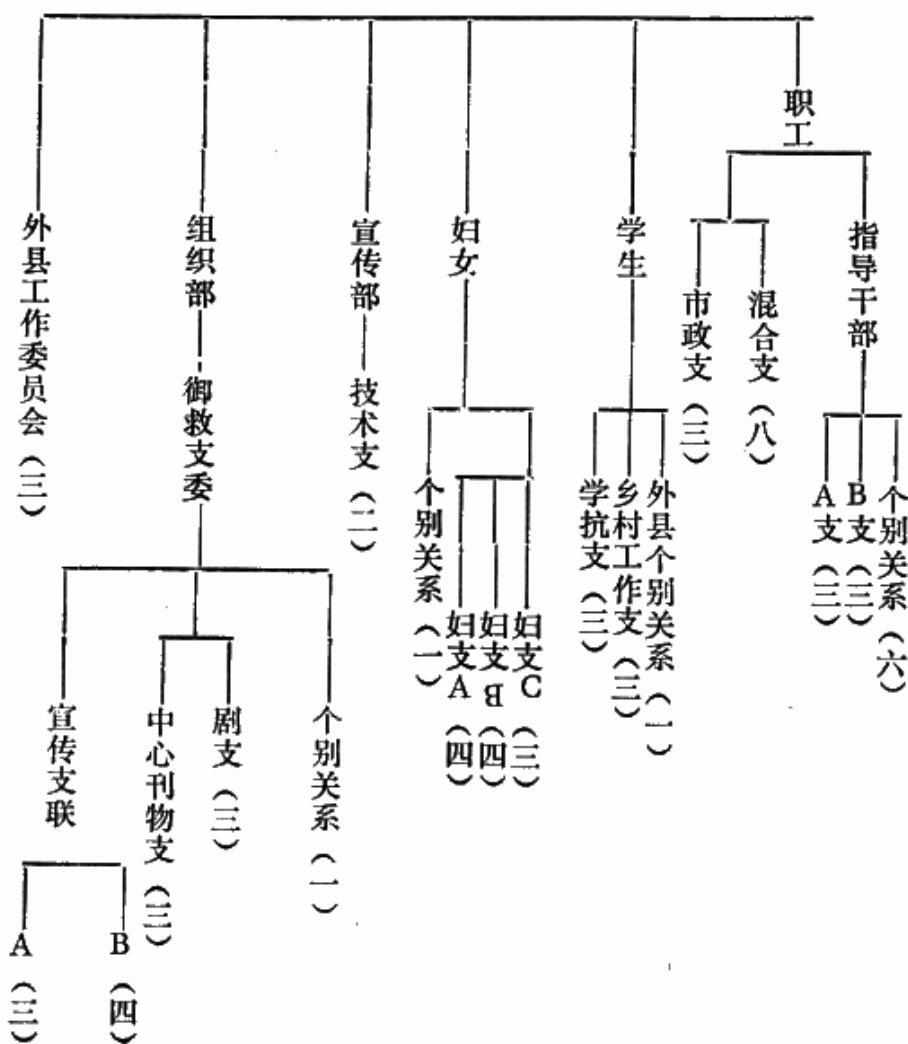 职工
指导干部
个别关系（六）
B支（三）
A支（三）
混合支（八）
市政支（三）
学生
外县个别关系（一）
乡村工作支（三）
学抗支（三）
妇女
妇支C（三）
妇支B（四）
妇支A（四）
个别关系（一）
宣传部——技术支（二）
组织部——御救支委
个别关系（一）
剧支（三）
中心刊物支（三）
宣传支联
B（四）
A（三）
外县工作委员会（三）